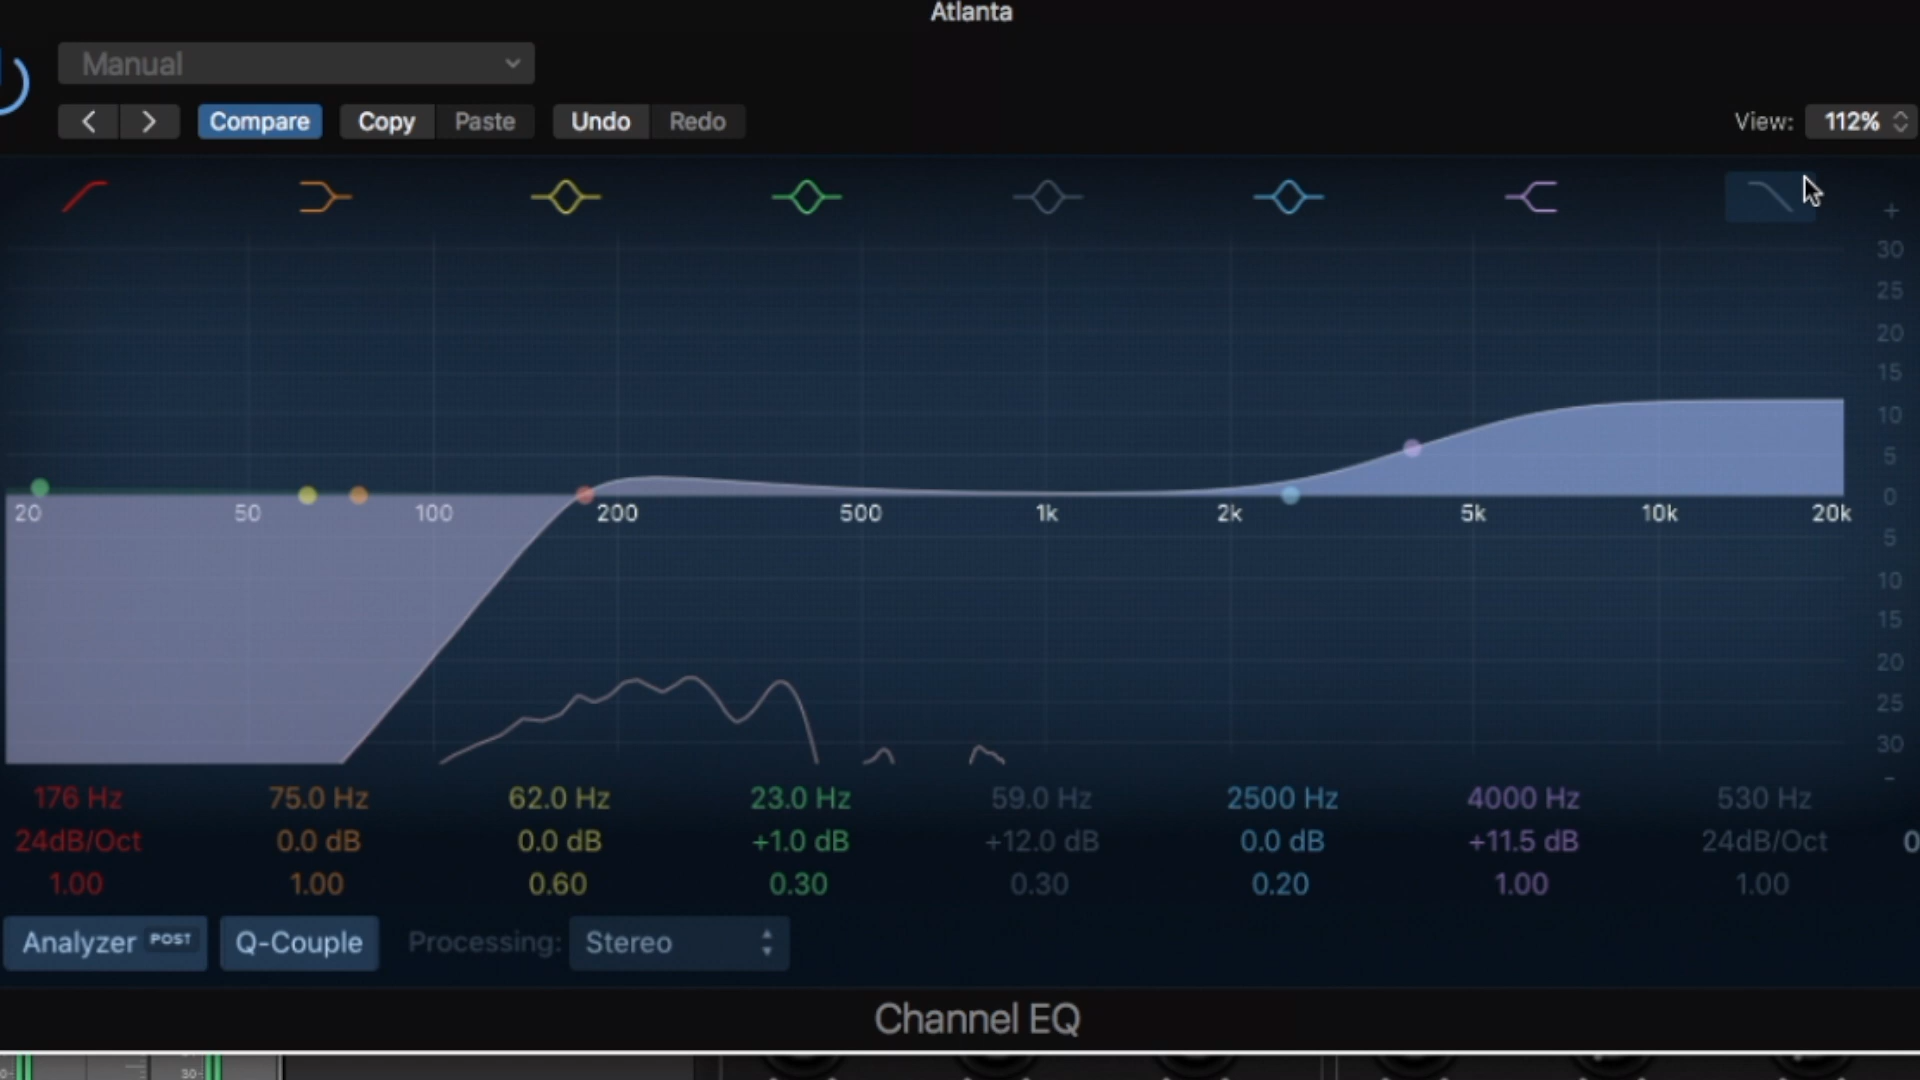 Atlanta
Manual
Compare Copy Paste Undo Redo View: 112%
+
30
25
20
15
10
5
0
20 50 100 200 500 1k 2k 5k 10k 20k
5
10
15
20
25
30
-
176 Hz 75.0 Hz 62.0 Hz 23.0 Hz 59.0 Hz 2500 Hz 4000 Hz 530 Hz
24dB/Oct 0.0 dB 0.0 dB +1.0 dB +12.0 dB 0.0 dB +11.5 dB 24dB/Oct 0
1.00 1.00 0.60 0.30 0.30 0.20 1.00 1.00
Analyzer POST Q-Couple Processing: Stereo
Channel EQ
30-